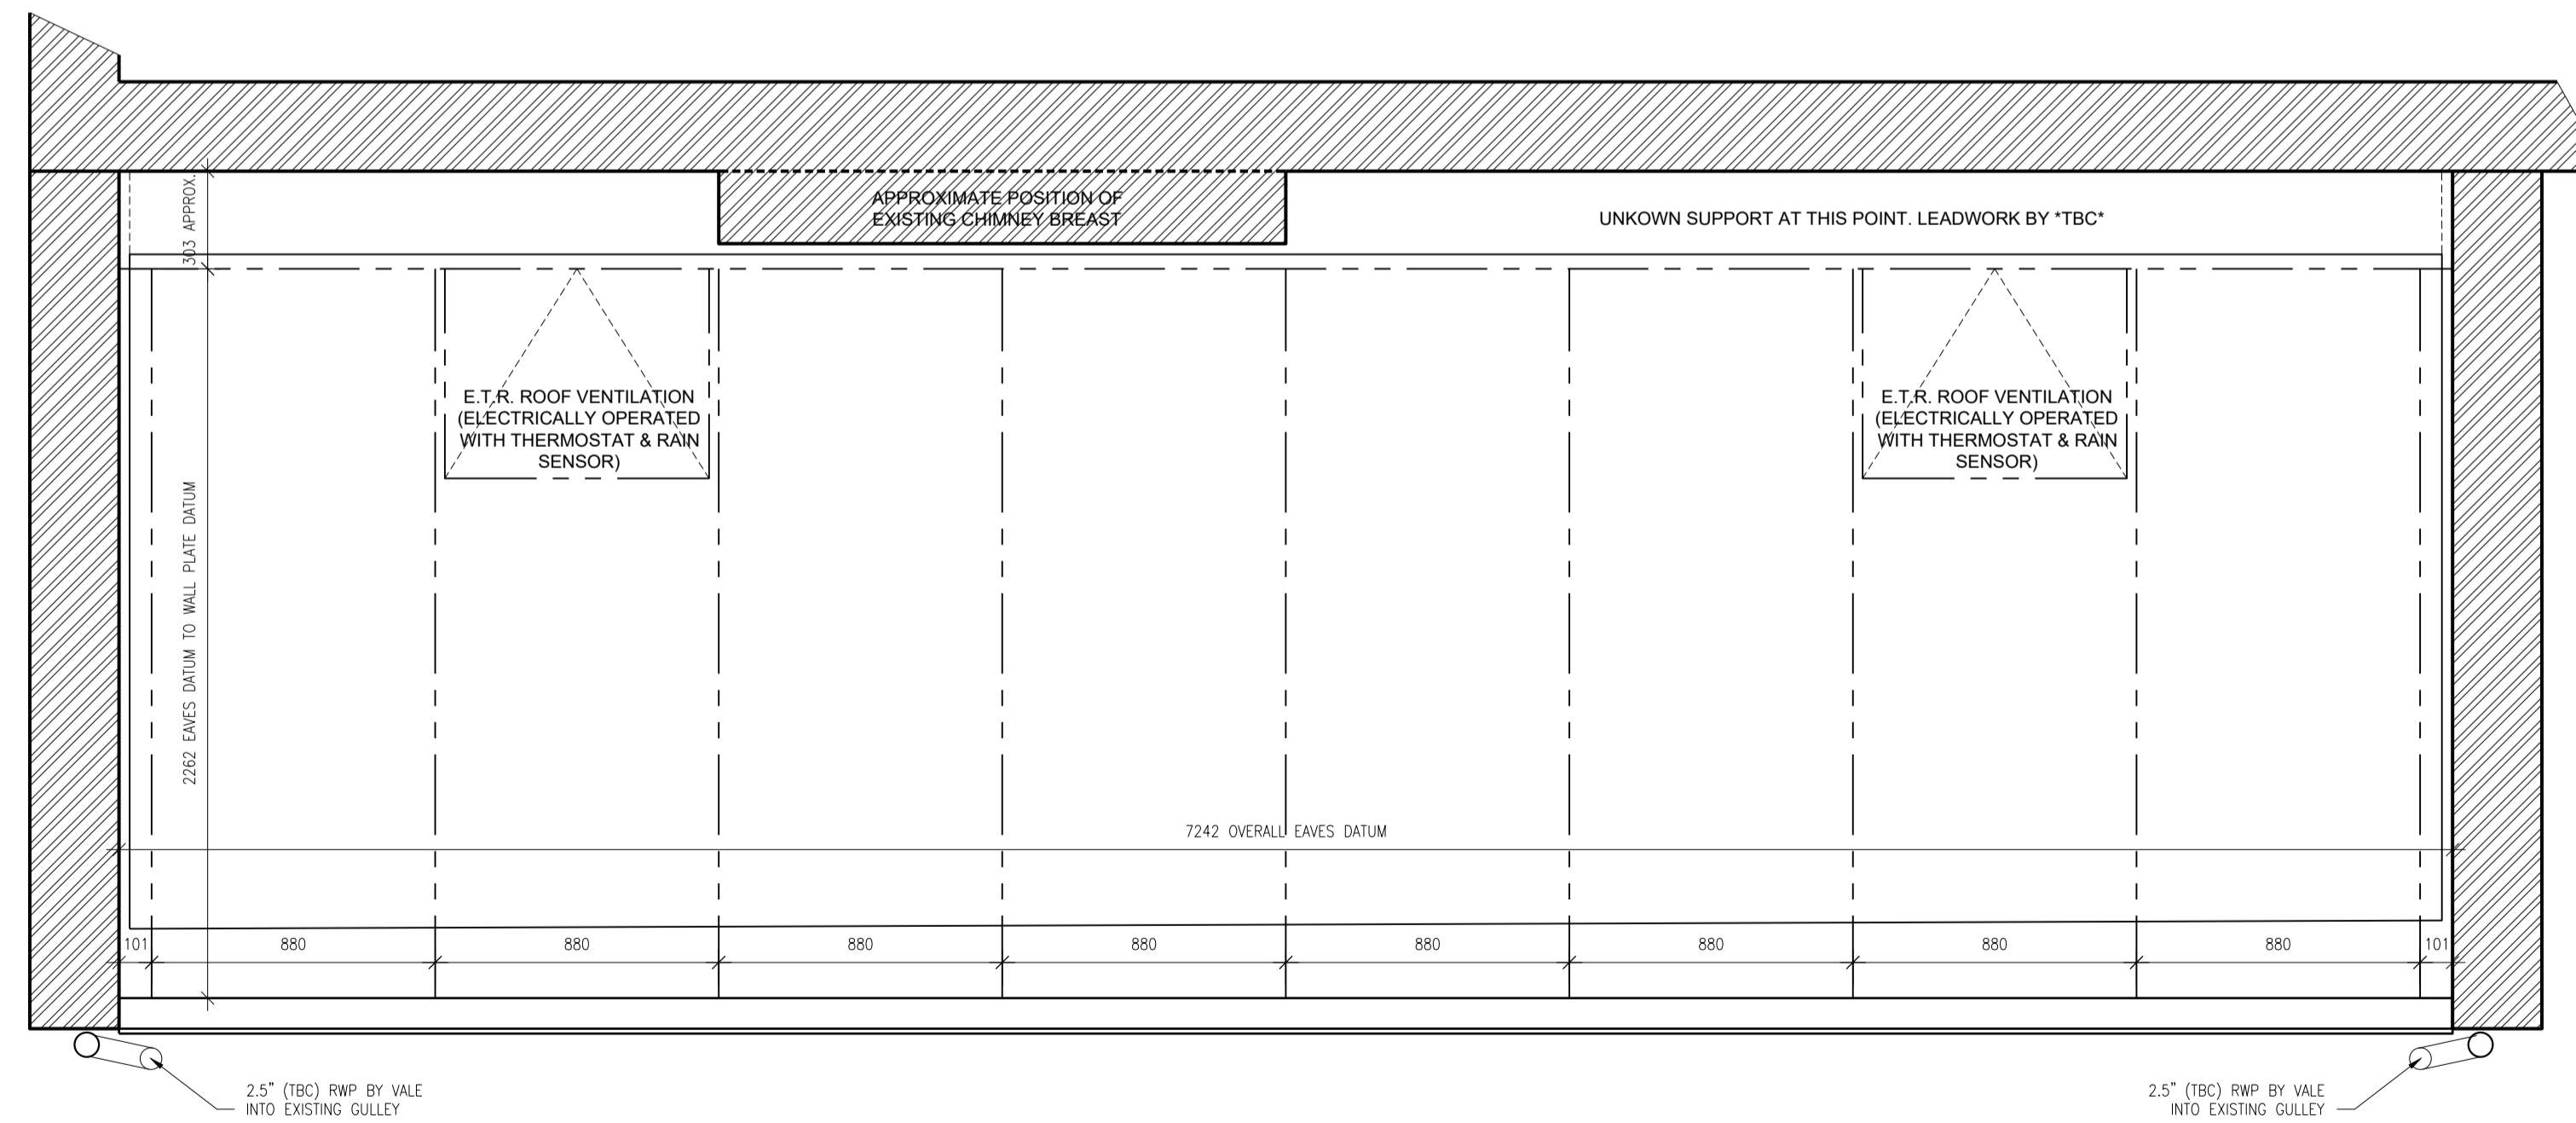 303 APPROX.
APPROXIMATE POSITION OF
EXISTING CHIMNEY BREAST
UNKOWN SUPPORT AT THIS POINT. LEADWORK BY *TBC*
E.T.R. ROOF VENTILATION
(ELECTRICALLY OPERATED
WITH THERMOSTAT & RAIN
SENSOR)
E.T.R. ROOF VENTILATION
(ELECTRICALLY OPERATED
WITH THERMOSTAT & RAIN
SENSOR)
2262 EAVES DATUM TO WALL PLATE DATUM
7242 OVERALL EAVES DATUM
101 880 880 880 880 880 880 880 880 101
2.5" (TBC) RWP BY VALE
INTO EXISTING GULLEY
2.5" (TBC) RWP BY VALE
INTO EXISTING GULLEY